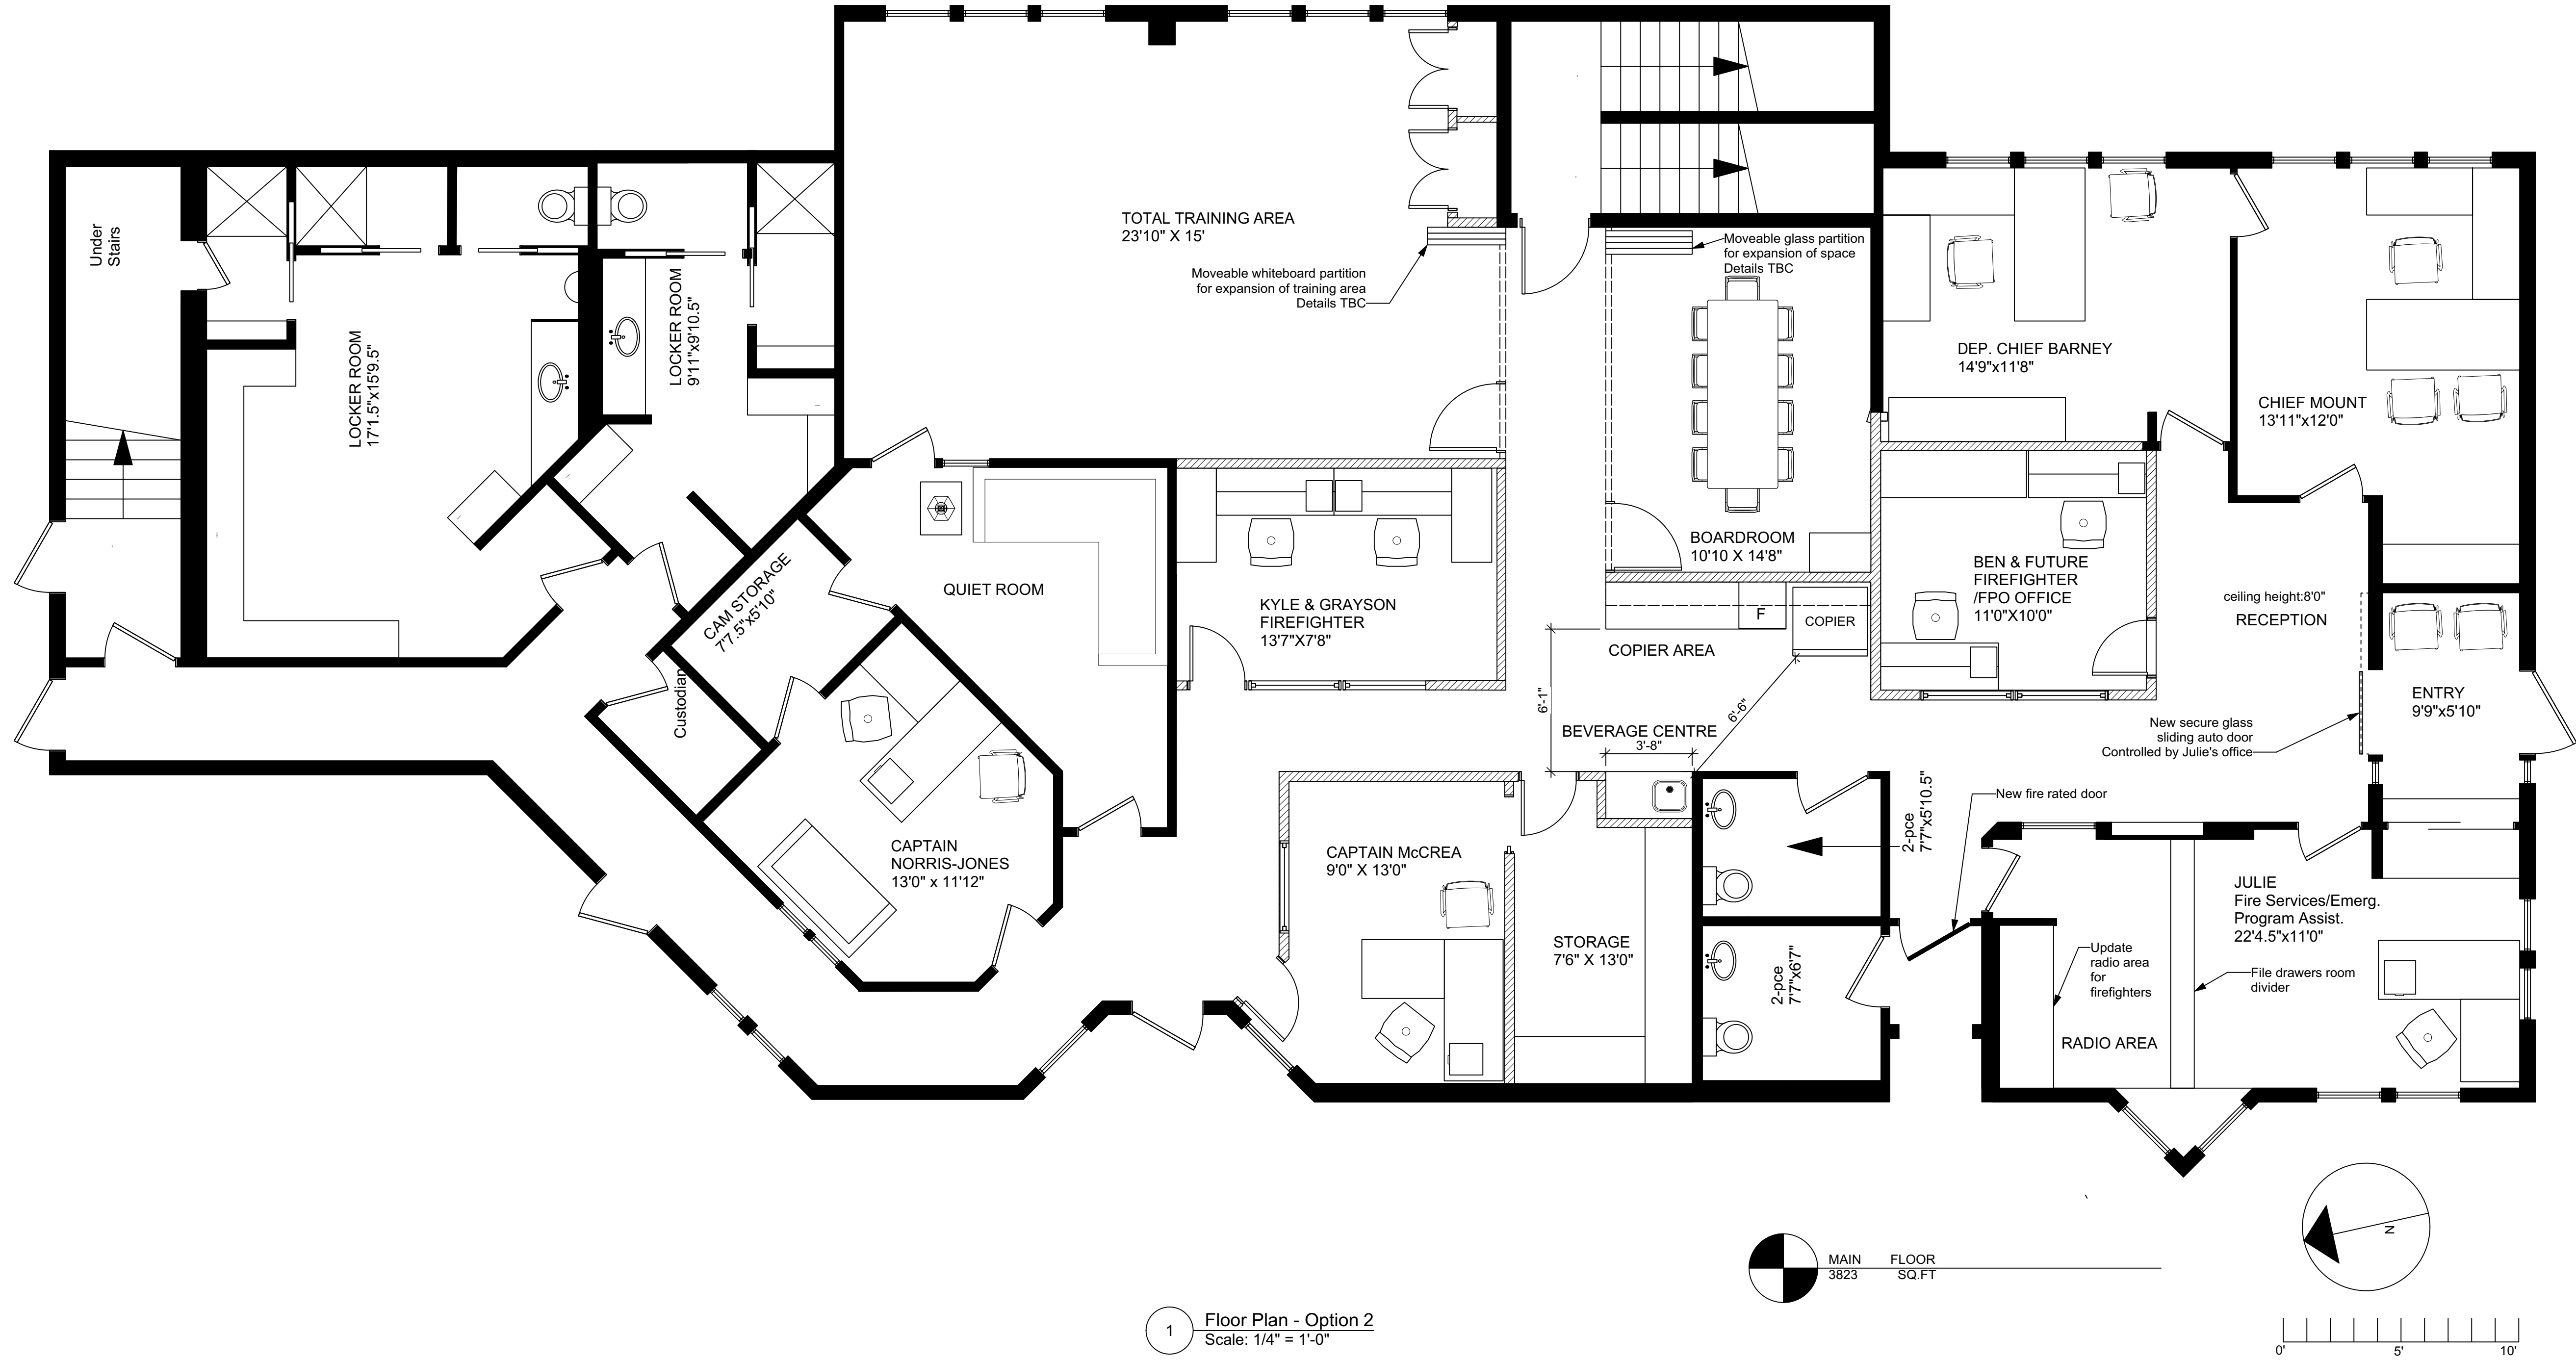 Under
Stairs
LOCKER ROOM
17'1.5"x15'9.5"
LOCKER ROOM
9'11"x9'10.5"
TOTAL TRAINING AREA
23'10" X 15'
Moveable whiteboard partition
for expansion of training area
Details TBC
Moveable glass partition
for expansion of space
Details TBC
DEP. CHIEF BARNEY
14'9"x11'8"
CHIEF MOUNT
13'11"x12'0"
BOARDROOM
10'10 X 14'8"
QUIET ROOM
CAM STORAGE
7'7.5"x5'10"
KYLE & GRAYSON
FIREFIGHTER
13'7"X7'8"
BEN & FUTURE
FIREFIGHTER
/FPO OFFICE
11'0"X10'0"
ceiling height:8'0"
RECEPTION
F
COPIER
COPIER AREA
6'-1"
6'-6"
BEVERAGE CENTRE
3'-8"
Custodian
ENTRY
9'9"x5'10"
New secure glass
sliding auto door
Controlled by Julie's office
New fire rated door
2-pce
7'7"x5'10.5"
CAPTAIN
NORRIS-JONES
13'0" x 11'12"
CAPTAIN McCREA
9'0" X 13'0"
STORAGE
7'6" X 13'0"
2-pce
7'7"x6'7"
JULIE
Fire Services/Emerg.
Program Assist.
22'4.5"x11'0"
Update
radio area
for
firefighters
File drawers room
divider
RADIO AREA
N
MAIN FLOOR
3823 SQ.FT
1
Floor Plan - Option 2
Scale: 1/4" = 1'-0"
0' 5' 10'